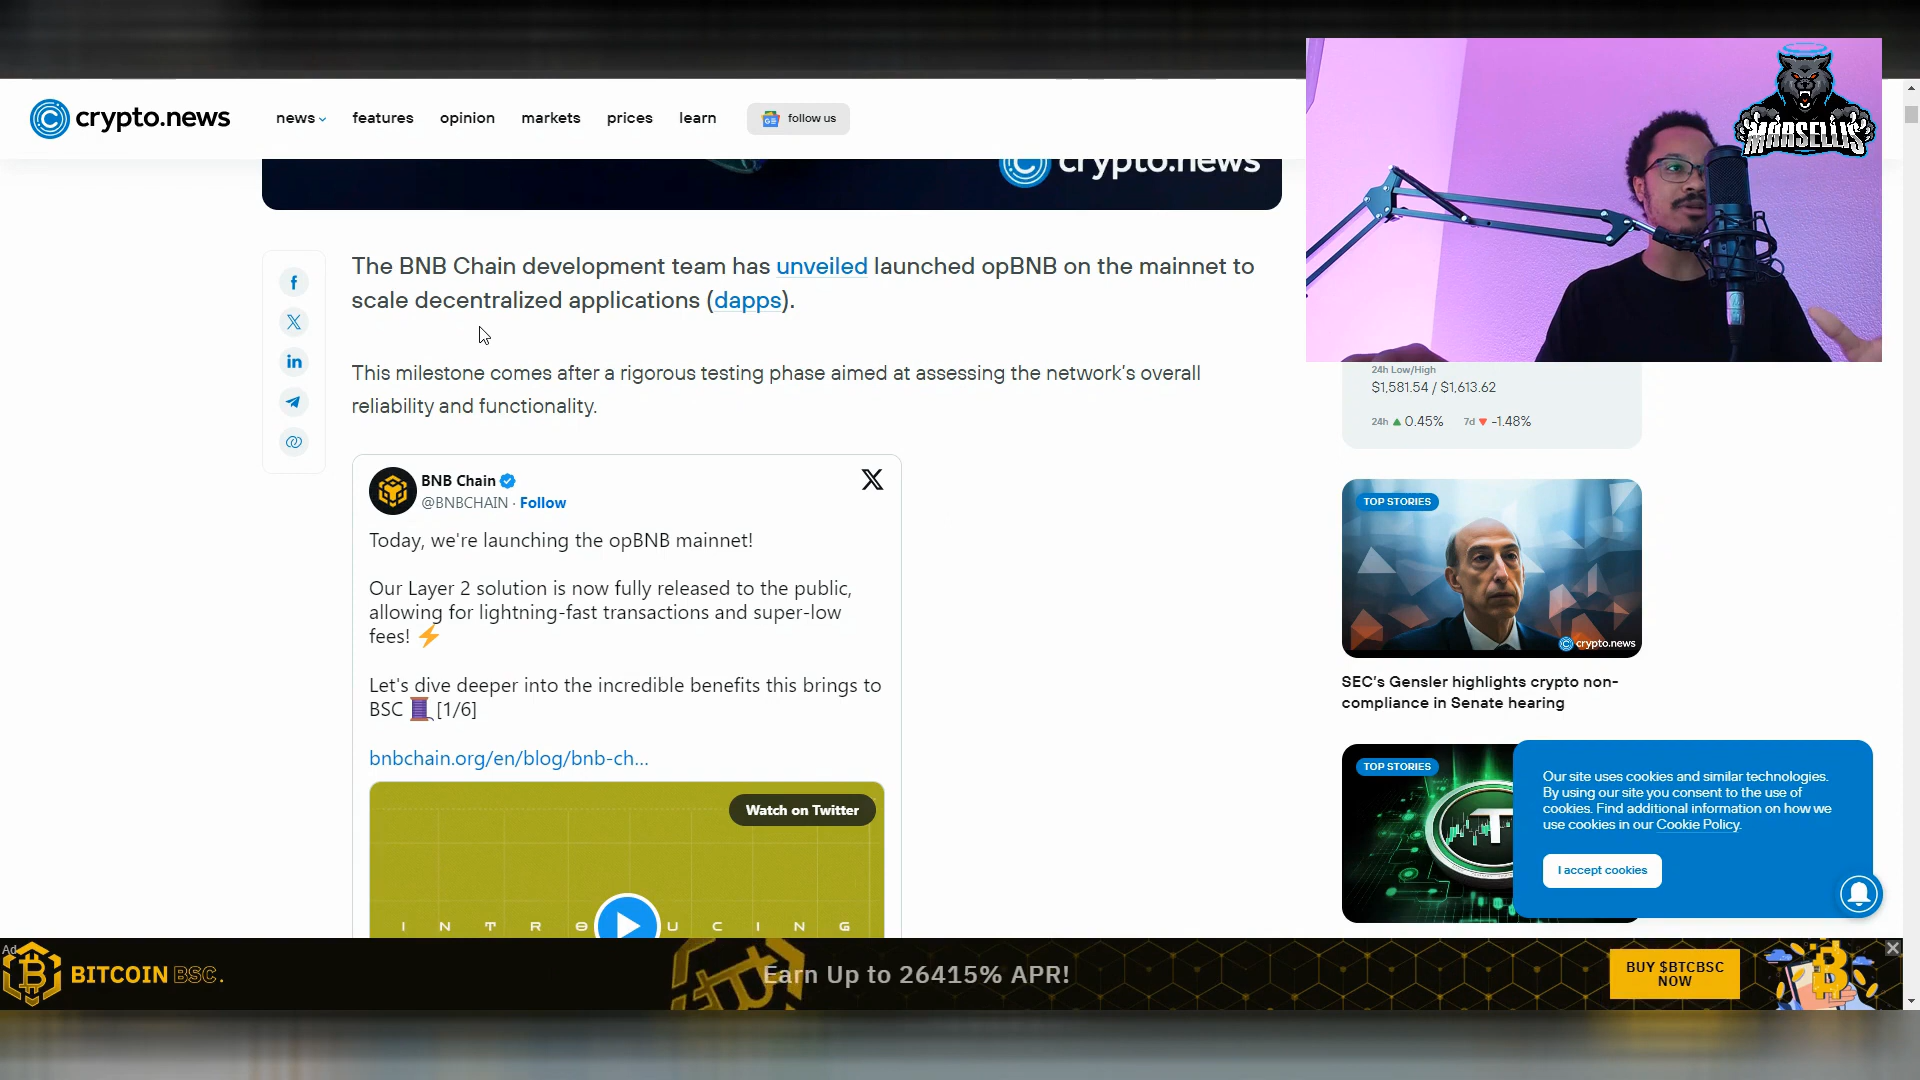 crypto.news
news
features
opinion
markets
prices
learn
follow us
crypto.news
MARSELLIS
The BNB Chain development team has unveiled launched opBNB on the mainnet to
scale decentralized applications (dapps).
This milestone comes after a rigorous testing phase aimed at assessing the network's overall
reliability and functionality.
BNB Chain
@BNBCHAIN · Follow
Today, we're launching the opBNB mainnet!
Our Layer 2 solution is now fully released to the public,
allowing for lightning-fast transactions and super-low
fees! ⚡
Let's dive deeper into the incredible benefits this brings to
BSC 🧵 [1/6]
bnbchain.org/en/blog/bnb-ch...
Watch on Twitter
INTRODUCING
24h Low/High
$1,581.54 / $1,613.62
24h ▲ 0.45% 7d ▼ -1.48%
TOP STORIES
crypto.news
SEC's Gensler highlights crypto non-
compliance in Senate hearing
TOP STORIES
Our site uses cookies and similar technologies.
By using our site you consent to the use of
cookies. Find additional information on how we
use cookies in our Cookie Policy.
I accept cookies
Ad
BITCOIN BSC.
Earn Up to 26415% APR!
BUY $BTCBSC
NOW